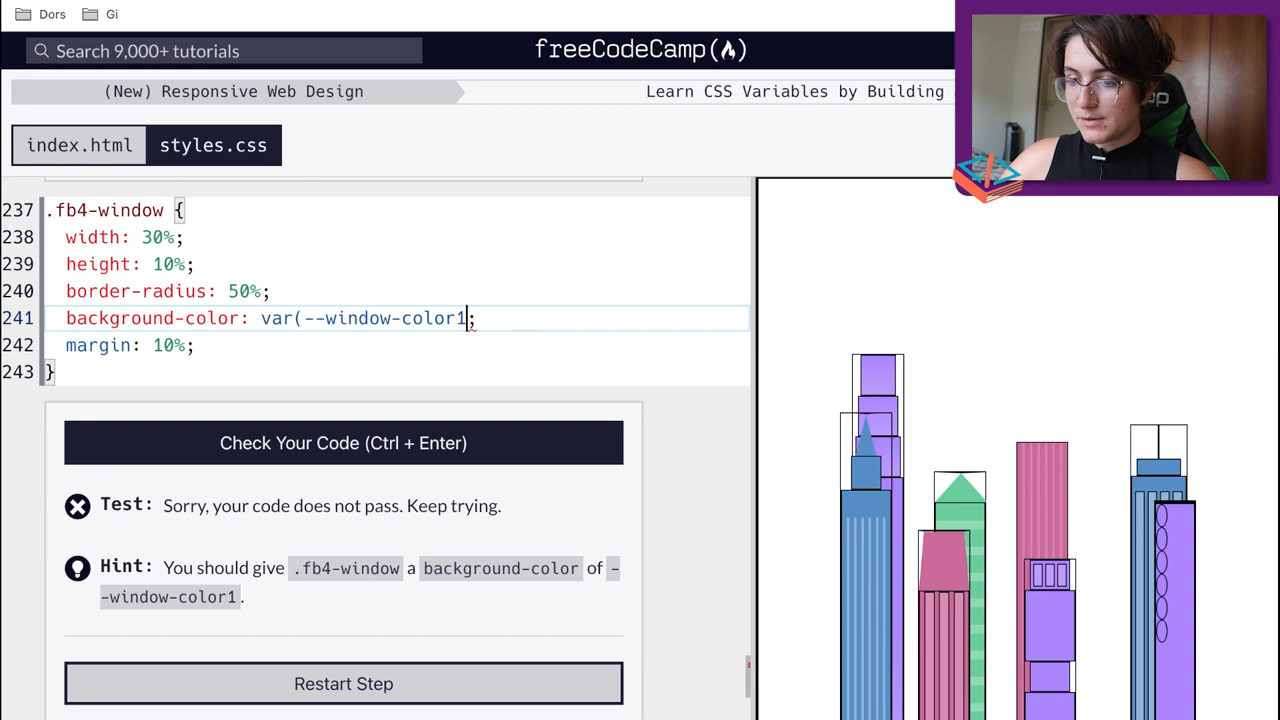 Dors Gi
Search 9,000+ tutorials
freeCodeCamp
(New) Responsive Web Design
Learn CSS Variables by Building
index.html
styles.css
237 .fb4-window {
238 width: 30%;
239 height: 10%;
240 border-radius: 50%;
241 background-color: var(--window-color1;
242 margin: 10%;
243 }
Check Your Code (Ctrl + Enter)
Test: Sorry, your code does not pass. Keep trying.
Hint: You should give .fb4-window a background-color of -
-window-color1.
Restart Step